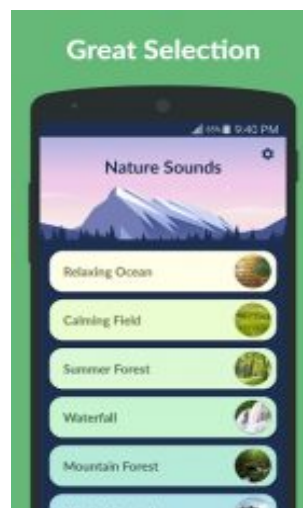 Great Selection
9:40 PM
Nature Sounds
Relaxing Ocean
Calming Field
Summer Forest
Waterfall
Mountain Forest